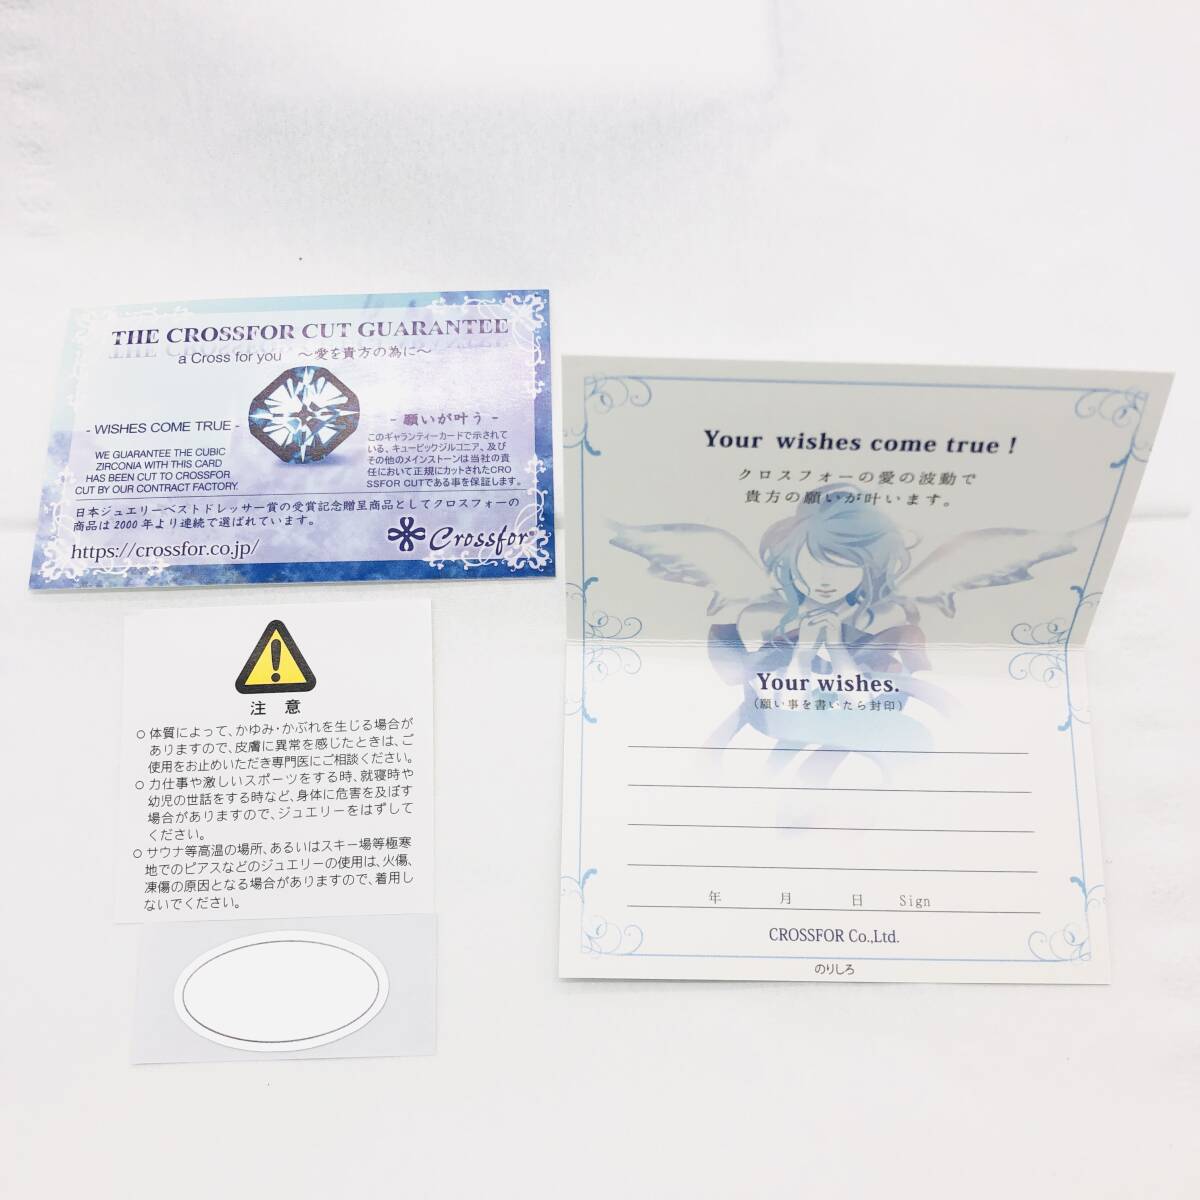 THE CROSSFOR CUT GUARANTEE
a Cross for you ～愛を貴方の為に～
- WISHES COME TRUE -
WE GUARANTEE THE CUBIC
ZIRCONIA WITH THIS CARD
HAS BEEN CUT TO CROSSFOR
CUT BY OUR CONTRACT FACTORY.
- 願いが叶う -
このギャランティーカードで示されて
いる、キュービックジルコニア、及び
その他のメインストーンは当社の責
任において正規にカットされたCRO
SSFOR CUTである事を保証します。
日本ジュエリーベストドレッサー賞の受賞記念贈呈商品としてクロスフォーの
商品は2000年より連続で選ばれています。
https://crossfor.co.jp/
Crossfor
注意
○ 体質によって、かゆみ・かぶれを生じる場合が
ありますので、皮膚に異常を感じたときは、ご
使用をお止めいただき専門医にご相談ください。
○ 力仕事や激しいスポーツをする時、就寝時や
幼児の世話をする時など、身体に危害を及ぼす
場合がありますので、ジュエリーをはずして
ください。
○ サウナ等高温の場所、あるいはスキー場等極寒
地でのピアスなどのジュエリーの使用は、火傷、
凍傷の原因となる場合がありますので、着用し
ないでください。
Your wishes come true !
クロスフォーの愛の波動で
貴方の願いが叶います。
Your wishes.
(願い事を書いたら封印)
年 月 日 Sign
CROSSFOR Co.,Ltd.
のりしろ